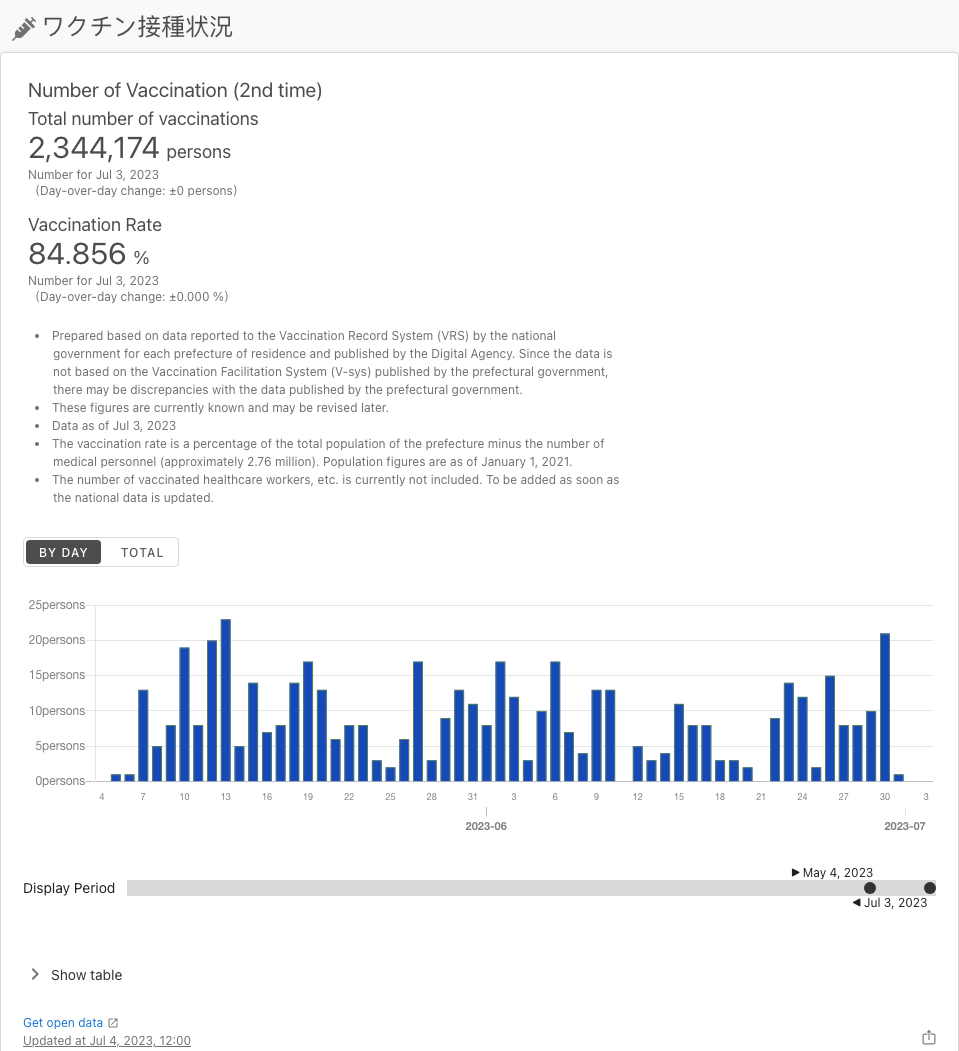 ワクチン接種状況
Number of Vaccination (2nd time)
Total number of vaccinations
2,344,174 persons
Number for Jul 3, 2023
(Day-over-day change: ±0 persons)
Vaccination Rate
84.856 %
Number for Jul 3, 2023
(Day-over-day change: ±0.000 %)
• Prepared based on data reported to the Vaccination Record System (VRS) by the national
government for each prefecture of residence and published by the Digital Agency. Since the data is
not based on the Vaccination Facilitation System (V-sys) published by the prefectural government,
there may be discrepancies with the data published by the prefectural government.
• These figures are currently known and may be revised later.
• Data as of Jul 3, 2023
• The vaccination rate is a percentage of the total population of the prefecture minus the number of
medical personnel (approximately 2.76 million). Population figures are as of January 1, 2021.
• The number of vaccinated healthcare workers, etc. is currently not included. To be added as soon as
the national data is updated.
BY DAY TOTAL
25persons
20persons
15persons
10persons
5persons
0persons
4 7 10 13 16 19 22 25 28 31 3 6 9 12 15 18 21 24 27 30 3
2023-06 2023-07
May 4, 2023
Display Period
Jul 3, 2023
Show table
Get open data
Updated at Jul 4, 2023, 12:00